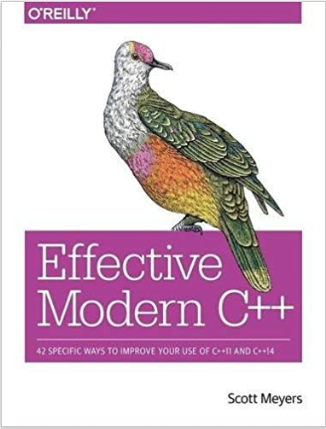 O'REILLY®
Effective
Modern C++
42 SPECIFIC WAYS TO IMPROVE YOUR USE OF C++11 AND C++14
Scott Meyers